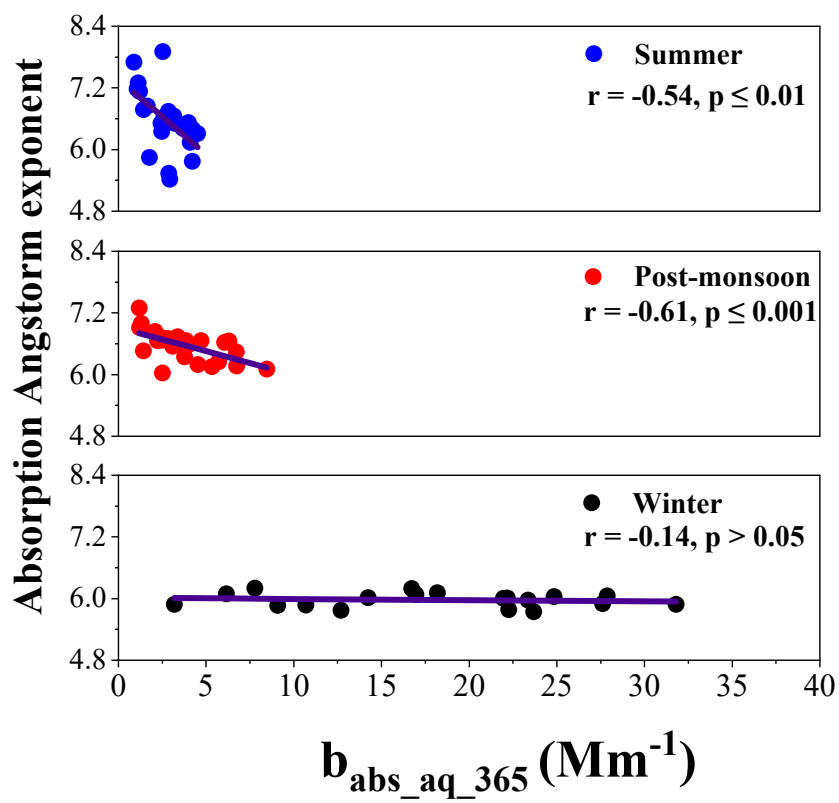 Absorption Angstorm exponent
8.4
7.2
6.0
4.8
Summer
r = -0.54, p ≤ 0.01
8.4
7.2
6.0
4.8
Post-monsoon
r = -0.61, p ≤ 0.001
8.4
7.2
6.0
4.8
Winter
r = -0.14, p > 0.05
0 5 10 15 20 25 30 35 40
b_abs_aq_365 (Mm⁻¹)